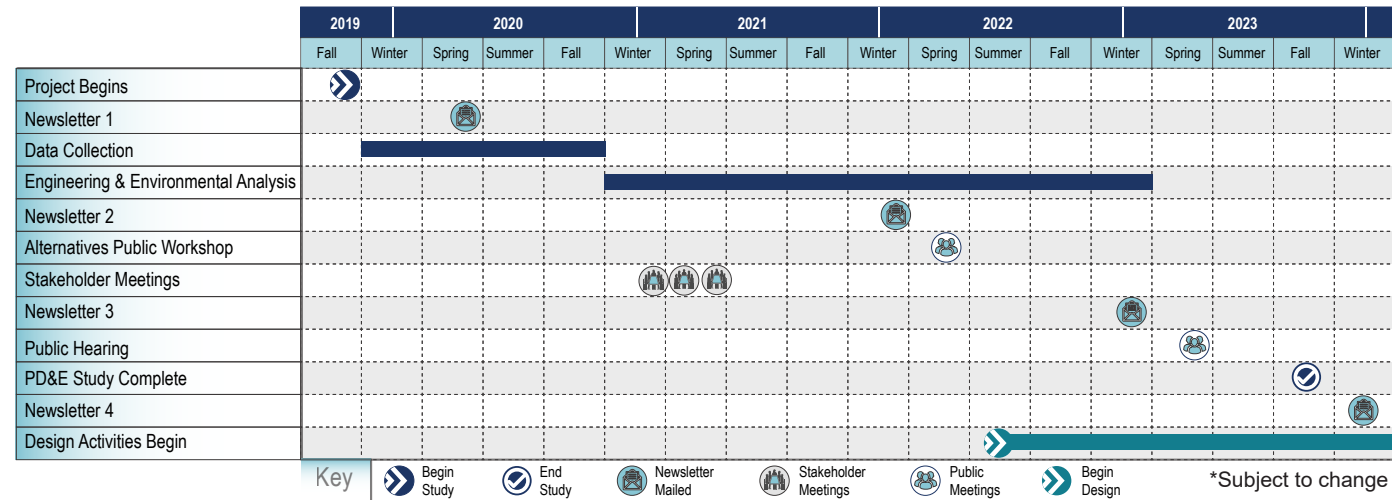 2019 2020 2021 2022 2023
Fall Winter Spring Summer Fall Winter Spring Summer Fall Winter Spring Summer Fall Winter Spring Summer Fall Winter
Project Begins
Newsletter 1
Data Collection
Engineering & Environmental Analysis
Newsletter 2
Alternatives Public Workshop
Stakeholder Meetings
Newsletter 3
Public Hearing
PD&E Study Complete
Newsletter 4
Design Activities Begin
Key
Begin
Study
End
Study
Newsletter
Mailed
Stakeholder
Meetings
Public
Meetings
Begin
Design
*Subject to change